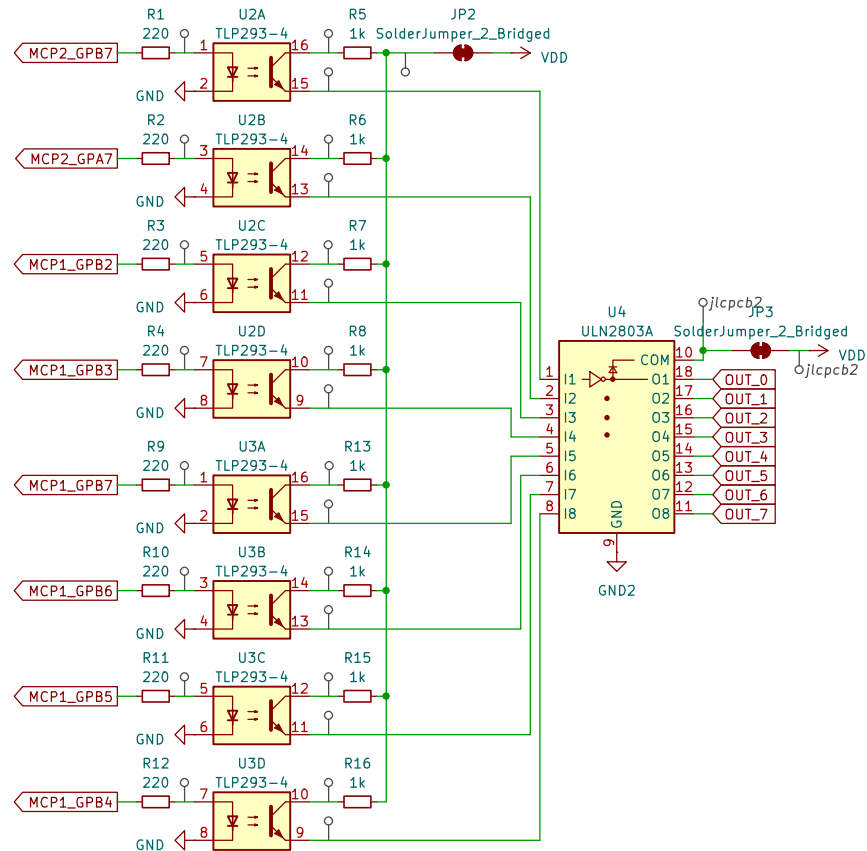 R1 U2A R5 JP2
220 TLP293-4 1k SolderJumper_2_Bridged
MCP2_GPB7 1 16 VDD
GND 2 15
R2 U2B R6
220 TLP293-4 1k
MCP2_GPA7 3 14
GND 4 13
R3 U2C R7
220 TLP293-4 1k
MCP1_GPB2 5 12
GND 6 11
R4 U2D R8
220 TLP293-4 1k
MCP1_GPB3 7 10
GND 8 9
R9 U3A R13
220 TLP293-4 1k
MCP1_GPB7 1 16
GND 2 15
R10 U3B R14
220 TLP293-4 1k
MCP1_GPB6 3 14
GND 4 13
R11 U3C R15
220 TLP293-4 1k
MCP1_GPB5 5 12
GND 6 11
R12 U3D R16
220 TLP293-4 1k
MCP1_GPB4 7 10
GND 8 9
jlcpcb2
U4 JP3
ULN2803A SolderJumper_2_Bridged
COM 10 VDD
jlcpcb2
1 I1 O1 18 OUT_0
2 I2 O2 17 OUT_1
3 I3 O3 16 OUT_2
4 I4 O4 15 OUT_3
5 I5 O5 14 OUT_4
6 I6 O6 13 OUT_5
7 I7 O7 12 OUT_6
8 I8 O8 11 OUT_7
GND
9
GND2